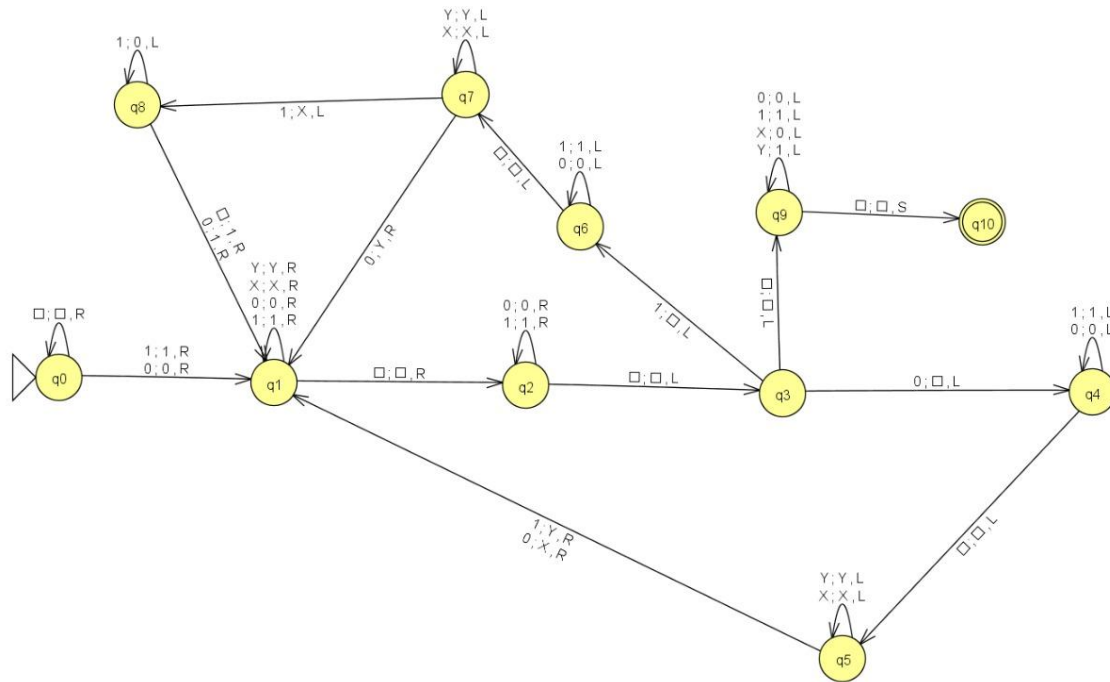 Y;Y,L
X;X,L
1;0,L
q7
q8
1;X,L
0;0,L
1;1,L
X;0,L
Y;1,L
1;1,L
0;0,L
□;□,L
q9
□;□,S
q10
q6
□;1,R
0;1,R
0;Y,R
Y;Y,R
X;X,R
0;0,R
1;1,R
□;□,R
0;0,R
1;1,R
1;□,L
□;□,L
1;1,L
0;0,L
q0
1;1,R
0;0,R
q1
□;□,R
q2
□;□,L
q3
0;□,L
q4
1;Y,R
0;X,R
□;□,L
Y;Y,L
X;X,L
q5